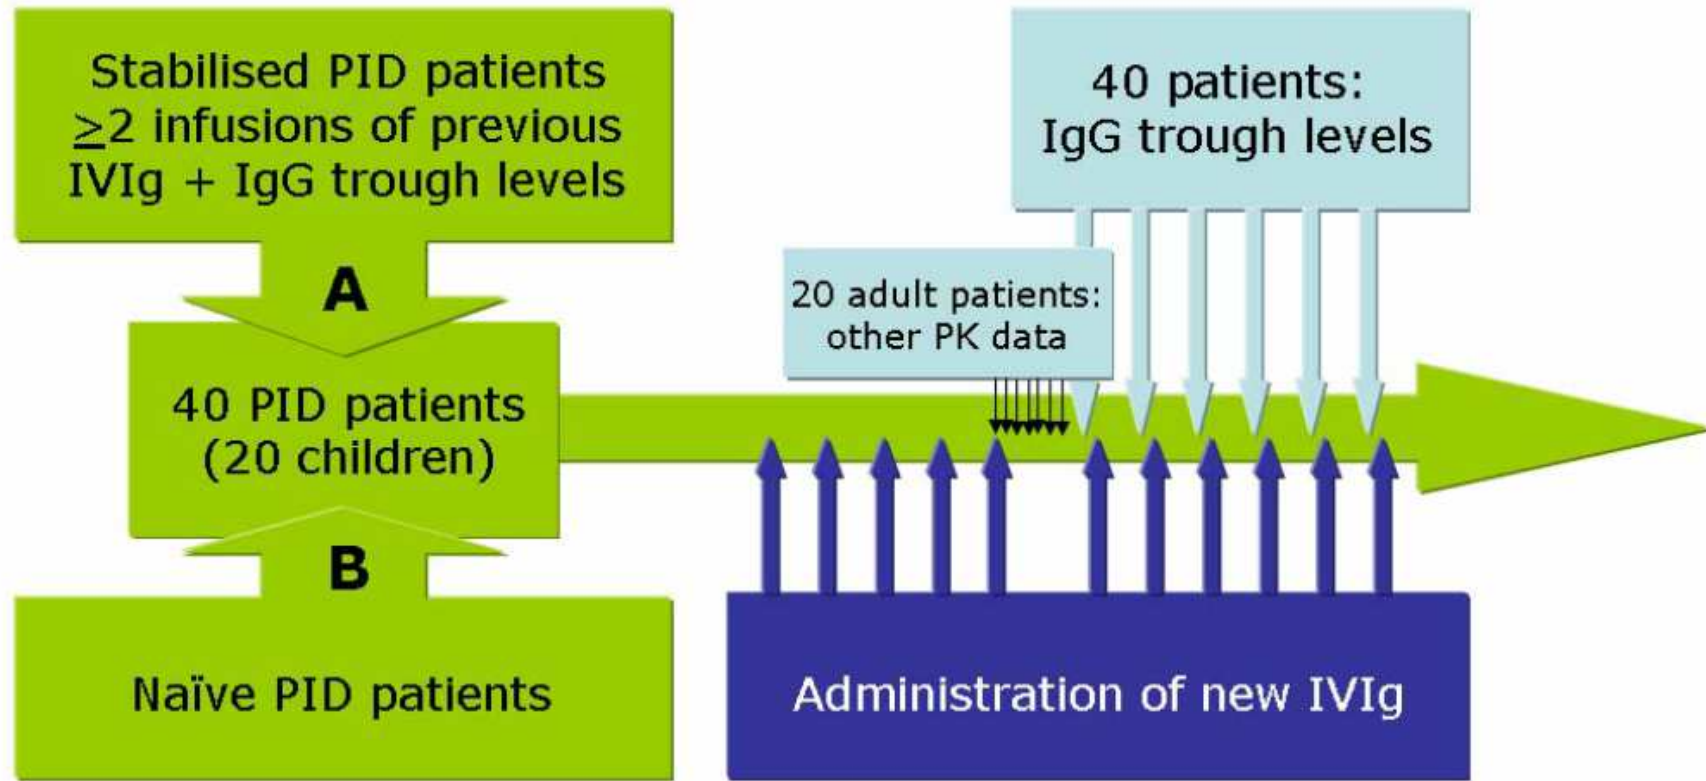 Stabilised PID patients
≥2 infusions of previous
IVIg + IgG trough levels
A
40 PID patients
(20 children)
B
Naïve PID patients
40 patients:
IgG trough levels
20 adult patients:
other PK data
Administration of new IVIg